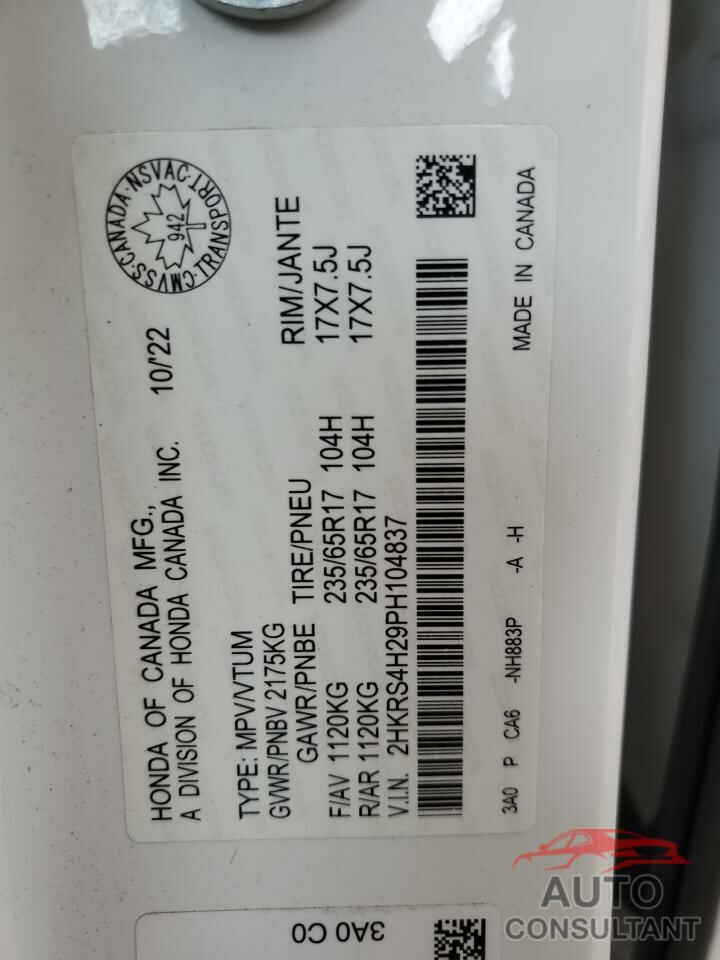 HONDA OF CANADA MFG.,
A DIVISION OF HONDA CANADA INC.
10/22
CMVSS·CANADA·NSVAC·TRANSPORT
942
TYPE: MPV/VTUM
GVWR/PNBV 2175KG
GAWR/PNBE TIRE/PNEU RIM/JANTE
F/AV 1120KG 235/65R17 104H 17X7.5J
R/AR 1120KG 235/65R17 104H 17X7.5J
V.I.N. 2HKRS4H29PH104837
3A0 P CA6 -NH883P -A -H MADE IN CANADA
3A0 C0
AUTO
CONSULTANT